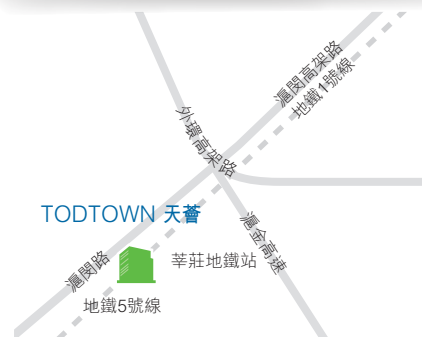 滬閔高架路
地鐵1號線
外環高架路
TODTOWN 天薈
滬金高速
滬閔路
莘莊地鐵站
地鐵5號線